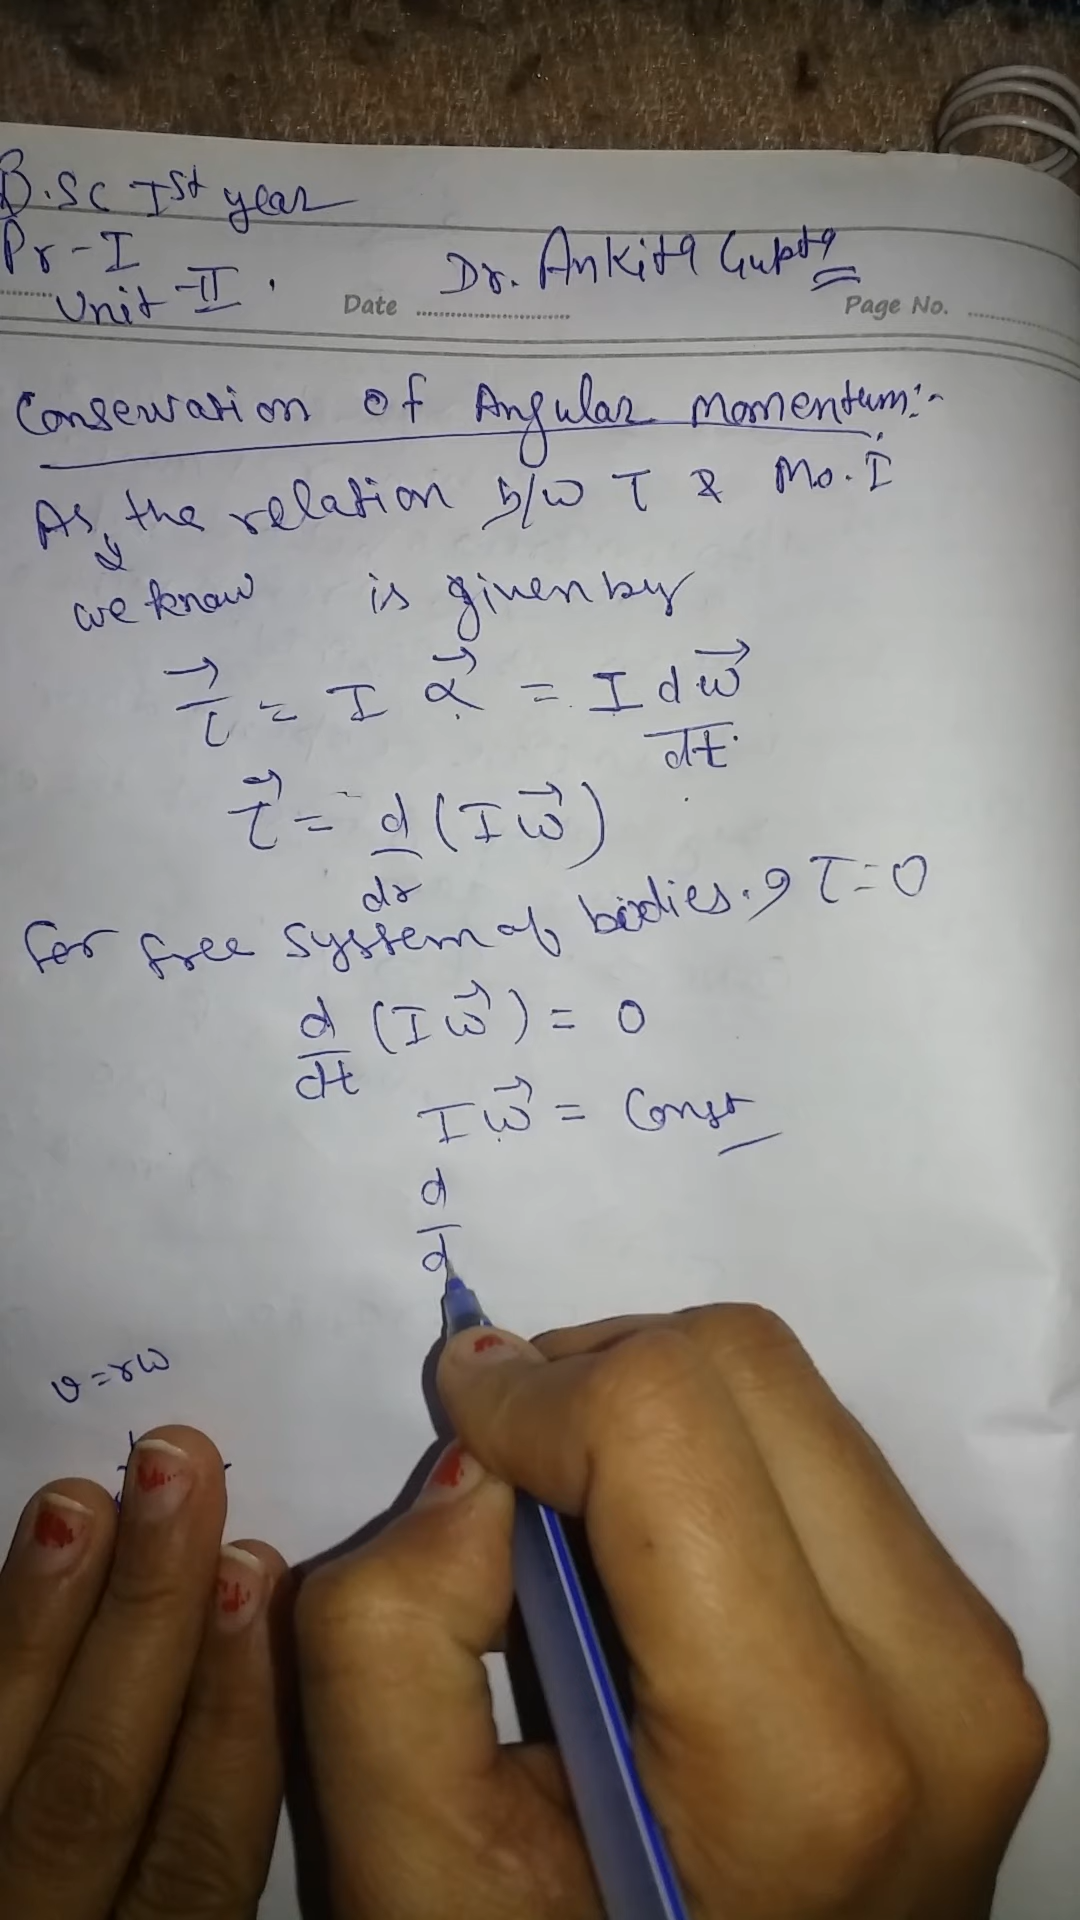 B.SC Ist year
Pr-I
Unit-II.
Dr. Ankita Gupta
Date
Page No.
Conservation of Angular momentum:-
As the relation b/w τ & Mo. I
we know is given by
τ⃗ = I α⃗ = I dω⃗/dt
τ⃗ = d/dr (I ω⃗)
for free system of bodies, τ=0
d/dt (I ω⃗) = 0
I ω⃗ = Const
d/d
v=rω